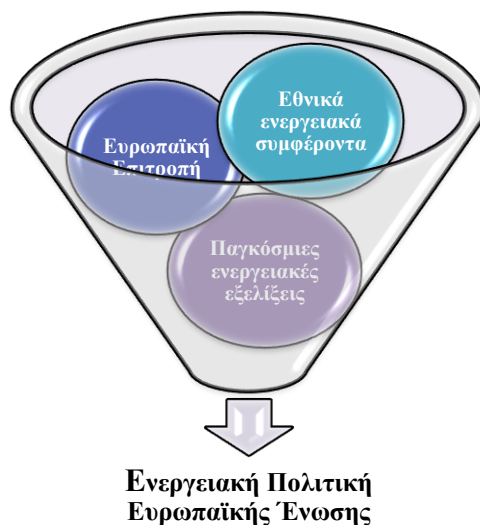 Εθνικά
ενεργειακά
συμφέροντα
Ευρωπαϊκή
Επιτροπή
Παγκόσμιες
ενεργειακές
εξελίξεις
Ενεργειακή Πολιτική
Ευρωπαϊκής Ένωσης